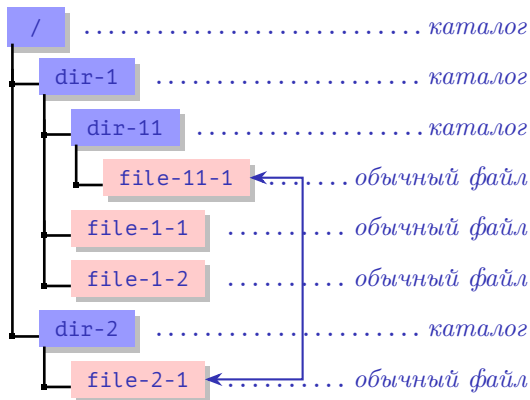 / .............................. каталог
dir-1 ........................ каталог
dir-11 .................... каталог
file-11-1 ........ обычный файл
file-1-1 ........... обычный файл
file-1-2 ........... обычный файл
dir-2 ........................ каталог
file-2-1 ............. обычный файл